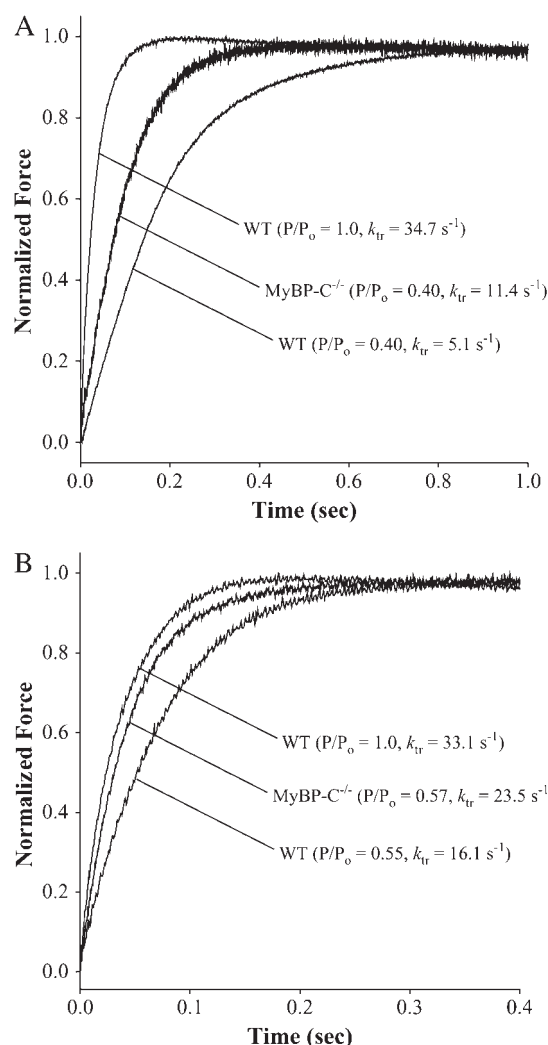 A
1.0
0.8
0.6
0.4
0.2
0.0
Normalized Force
WT (P/Pₒ = 1.0, kₜᵣ = 34.7 s⁻¹)
MyBP-C⁻/⁻ (P/Pₒ = 0.40, kₜᵣ = 11.4 s⁻¹)
WT (P/Pₒ = 0.40, kₜᵣ = 5.1 s⁻¹)
0.0 0.2 0.4 0.6 0.8 1.0
Time (sec)
B
1.0
0.8
0.6
0.4
0.2
0.0
Normalized Force
WT (P/Pₒ = 1.0, kₜᵣ = 33.1 s⁻¹)
MyBP-C⁻/⁻ (P/Pₒ = 0.57, kₜᵣ = 23.5 s⁻¹
WT (P/Pₒ = 0.55, kₜᵣ = 16.1 s⁻¹)
0.0 0.1 0.2 0.3 0.4
Time (sec)